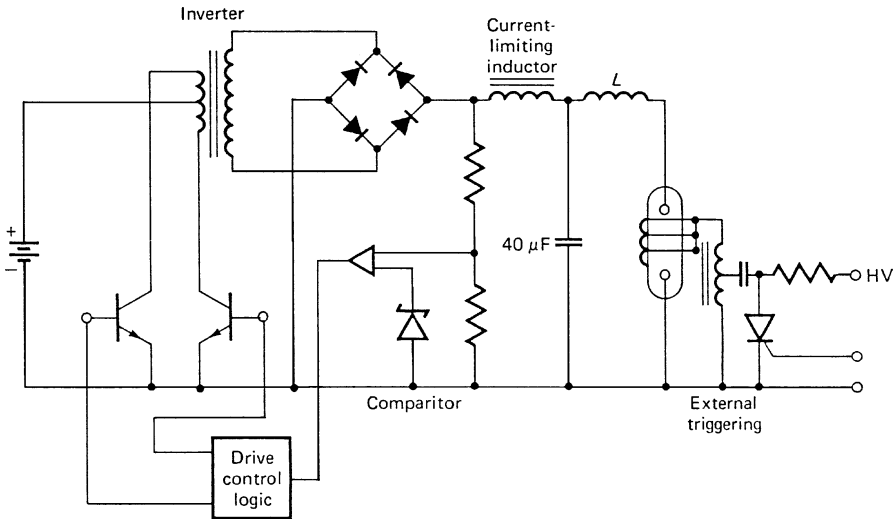 Inverter
Current-
limiting
inductor
L
+
−
40 μF
HV
Comparitor
External
triggering
Drive
control
logic